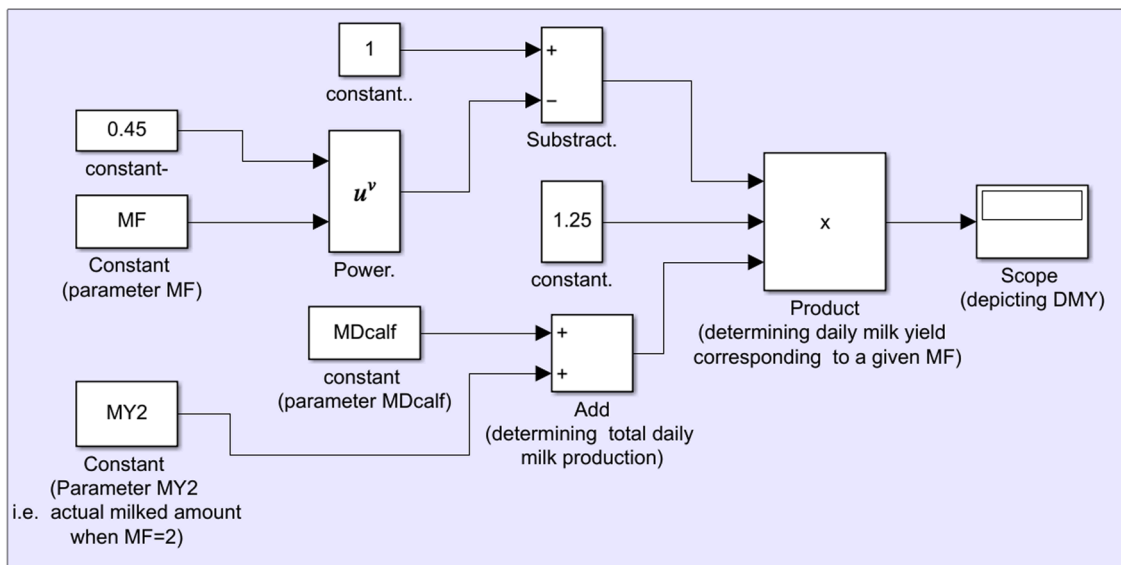 1
constant..
+
−
Substract.
0.45
constant-
u^v
Power.
MF
Constant
(parameter MF)
1.25
constant.
x
Product
(determining daily milk yield
corresponding to a given MF)
Scope
(depicting DMY)
MDcalf
constant
(parameter MDcalf)
+
+
Add
(determining total daily
milk production)
MY2
Constant
(Parameter MY2
i.e. actual milked amount
when MF=2)